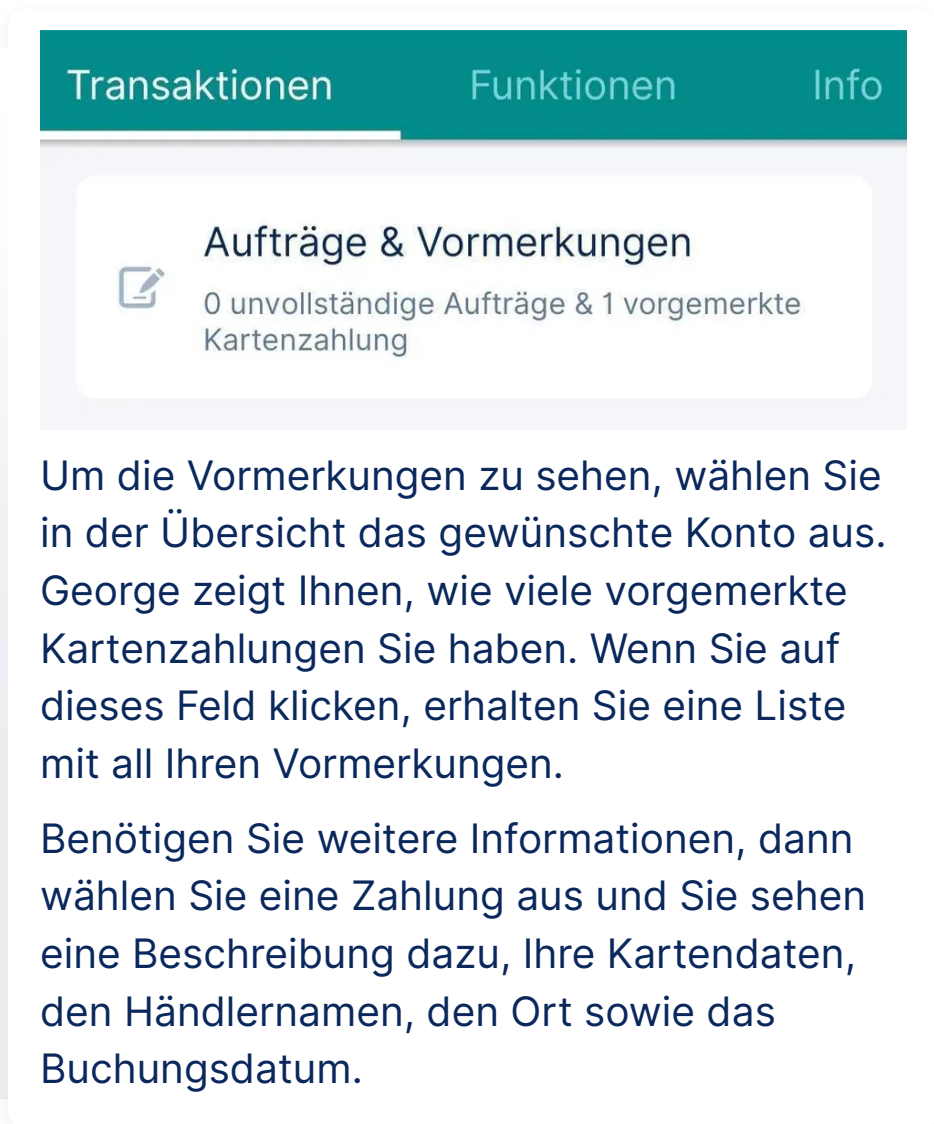 Transaktionen Funktionen Info
Aufträge & Vormerkungen
0 unvollständige Aufträge & 1 vorgemerkte
Kartenzahlung
Um die Vormerkungen zu sehen, wählen Sie
in der Übersicht das gewünschte Konto aus.
George zeigt Ihnen, wie viele vorgemerkte
Kartenzahlungen Sie haben. Wenn Sie auf
dieses Feld klicken, erhalten Sie eine Liste
mit all Ihren Vormerkungen.
Benötigen Sie weitere Informationen, dann
wählen Sie eine Zahlung aus und Sie sehen
eine Beschreibung dazu, Ihre Kartendaten,
den Händlernamen, den Ort sowie das
Buchungsdatum.